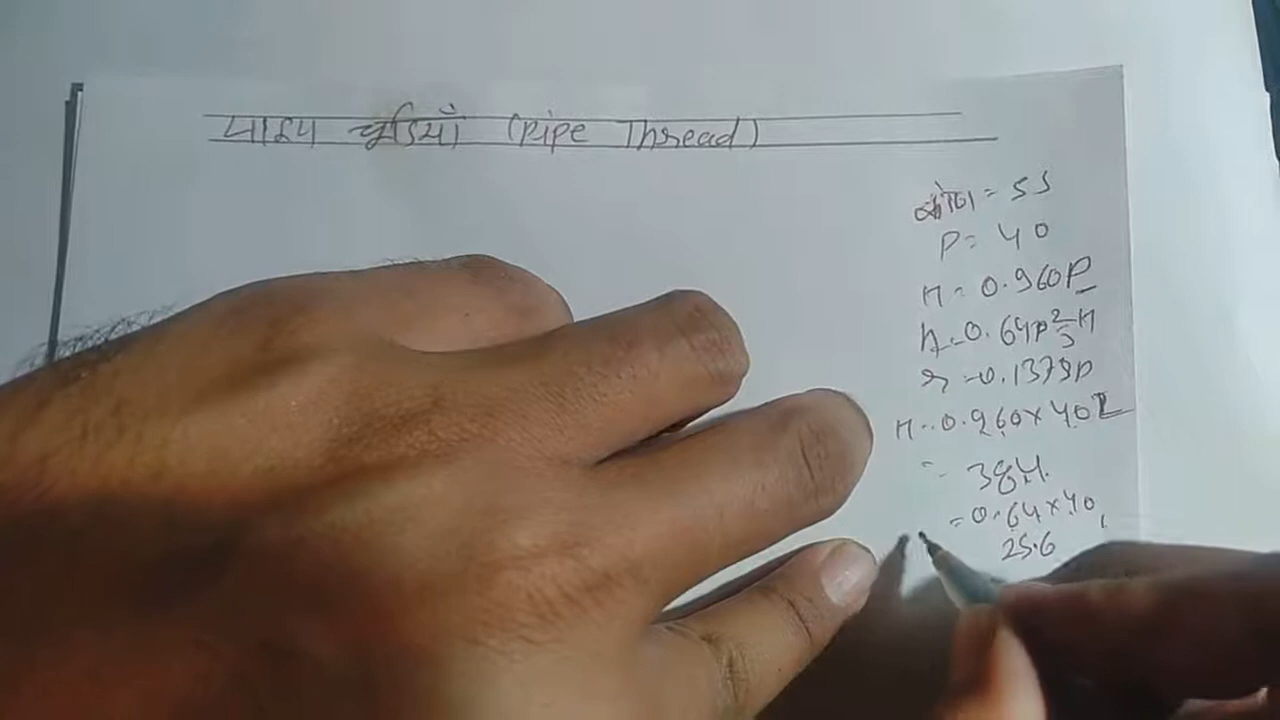 पाइप चूड़ियाँ (Pipe Thread)
कोण = 55
P = 40
H = 0.960P
h = 0.64P 2/3 H
r = 0.1373P
H = 0.960 x 40
= 38.4
= 0.64 x 40
25.6